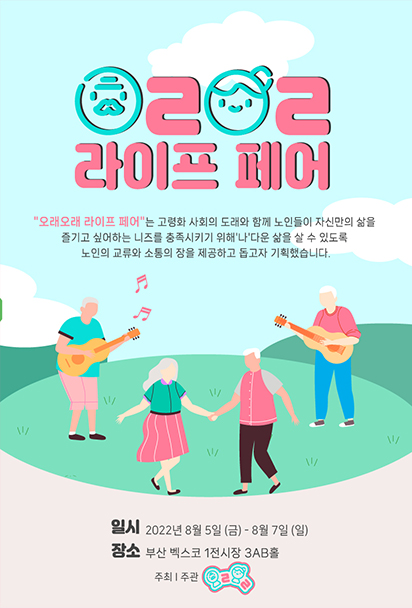 오래오래
라이프 페어
"오래오래 라이프 페어"는 고령화 사회의 도래와 함께 노인들이 자신만의 삶을
즐기고 싶어하는 니즈를 충족시키기 위해'나'다운 삶을 살 수 있도록
노인의 교류와 소통의 장을 제공하고 돕고자 기획했습니다.
일시 2022년 8월 5일 (금) - 8월 7일 (일)
장소 부산 벡스코 1전시장 3AB홀
주최 I 주관 오래오래